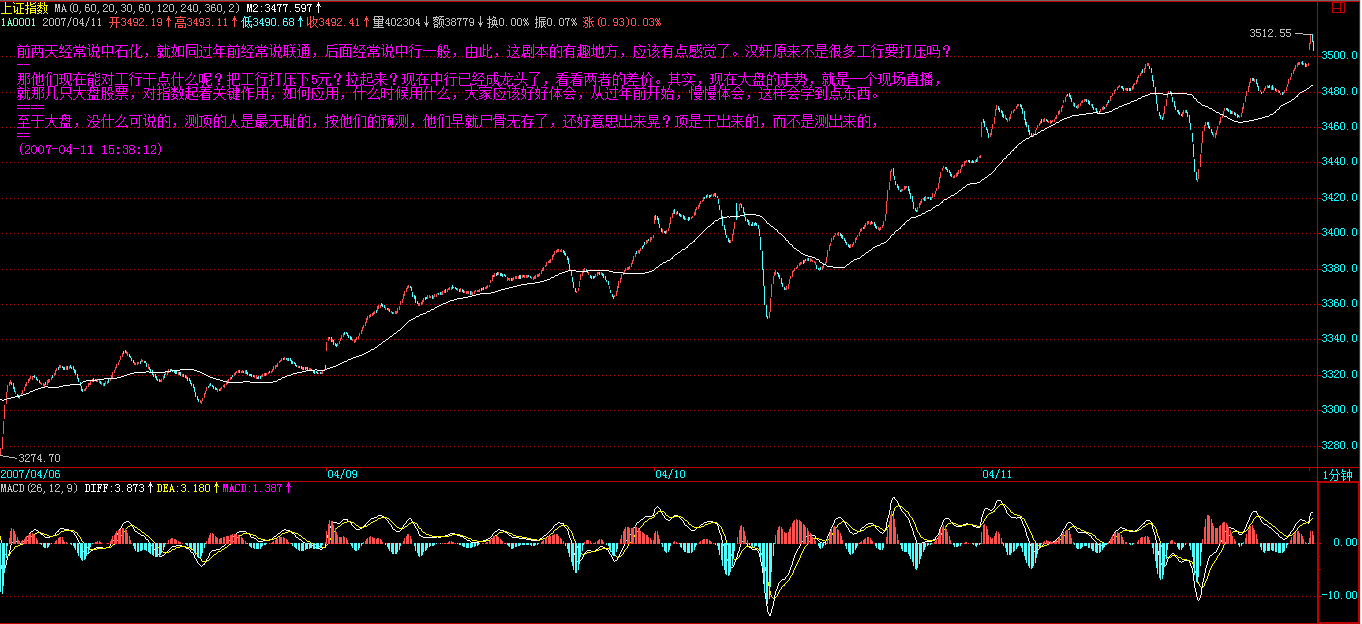 上证指数 MA(0,60,20,30,60,120,240,360,2) M2:3477.597↑
1A0001 2007/04/11 开3492.19↑高3493.11↑低3490.68↑收3492.41↑量402304↓额38779↓换0.00% 振0.07% 涨(0.93)0.03%
3512.55
前两天经常说中石化，就如同过年前经常说联通，后面经常说中行一般，由此，这剧本的有趣地方，应该有点感觉了。汉奸原来不是很多工行要打压吗？
==
那他们现在能对工行干点什么呢？把工行打压下5元？拉起来？现在中行已经成龙头了，看看两者的差价。其实，现在大盘的走势，就是一个现场直播，
就那几只大盘股票，对指数起着关键作用，如何应用，什么时候用什么，大家应该好好体会，从过年前开始，慢慢体会，这样会学到点东西。
====
至于大盘，没什么可说的，测顶的人是最无耻的，按他们的预测，他们早就尸骨无存了，还好意思出来晃？顶是干出来的，而不是测出来的，
==
(2007-04-11 15:38:12)
3500.0
3480.0
3460.0
3440.0
3420.0
3400.0
3380.0
3360.0
3340.0
3320.0
3300.0
3280.0
3274.70
2007/04/06 04/09 04/10 04/11 1分钟
MACD(26,12,9) DIFF:3.873↑DEA:3.180↑MACD:1.387↑
0.00
-10.00